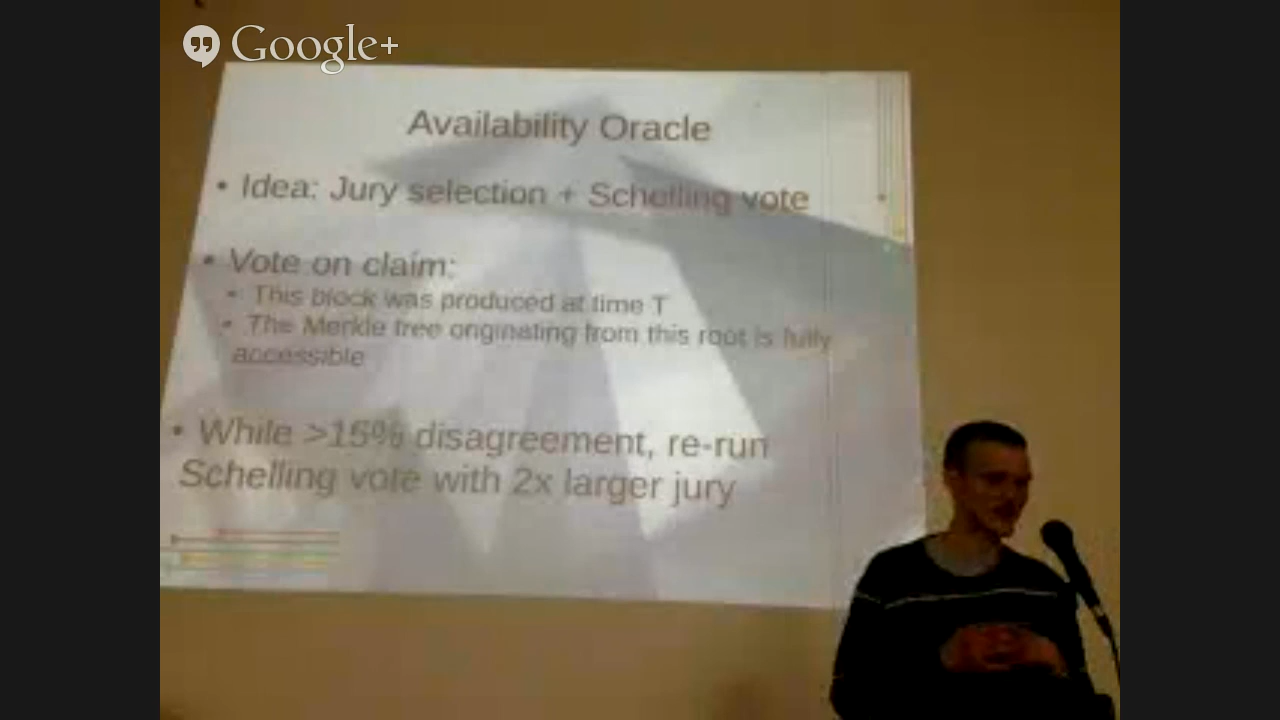 Google+
Availability Oracle
• Idea: Jury selection + Schelling vote
• Vote on claim:
• This block was produced at time T
• The Merkle tree originating from this root is fully
accessible
• While >15% disagreement, re-run
Schelling vote with 2x larger jury